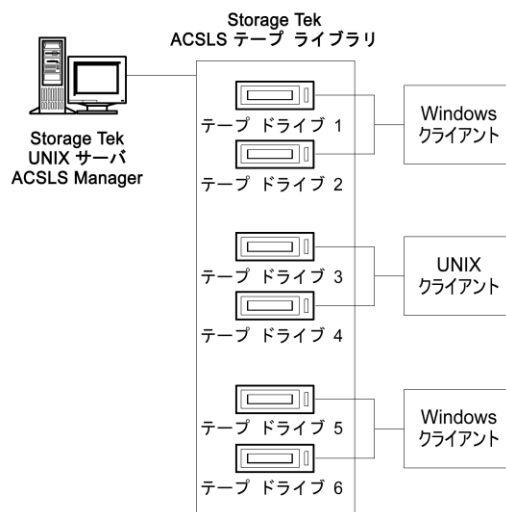 Storage Tek
ACSLS テープ ライブラリ
Storage Tek
UNIX サーバ
ACSLS Manager
テープ ドライブ 1
テープ ドライブ 2
Windows
クライアント
テープ ドライブ 3
テープ ドライブ 4
UNIX
クライアント
テープ ドライブ 5
テープ ドライブ 6
Windows
クライアント